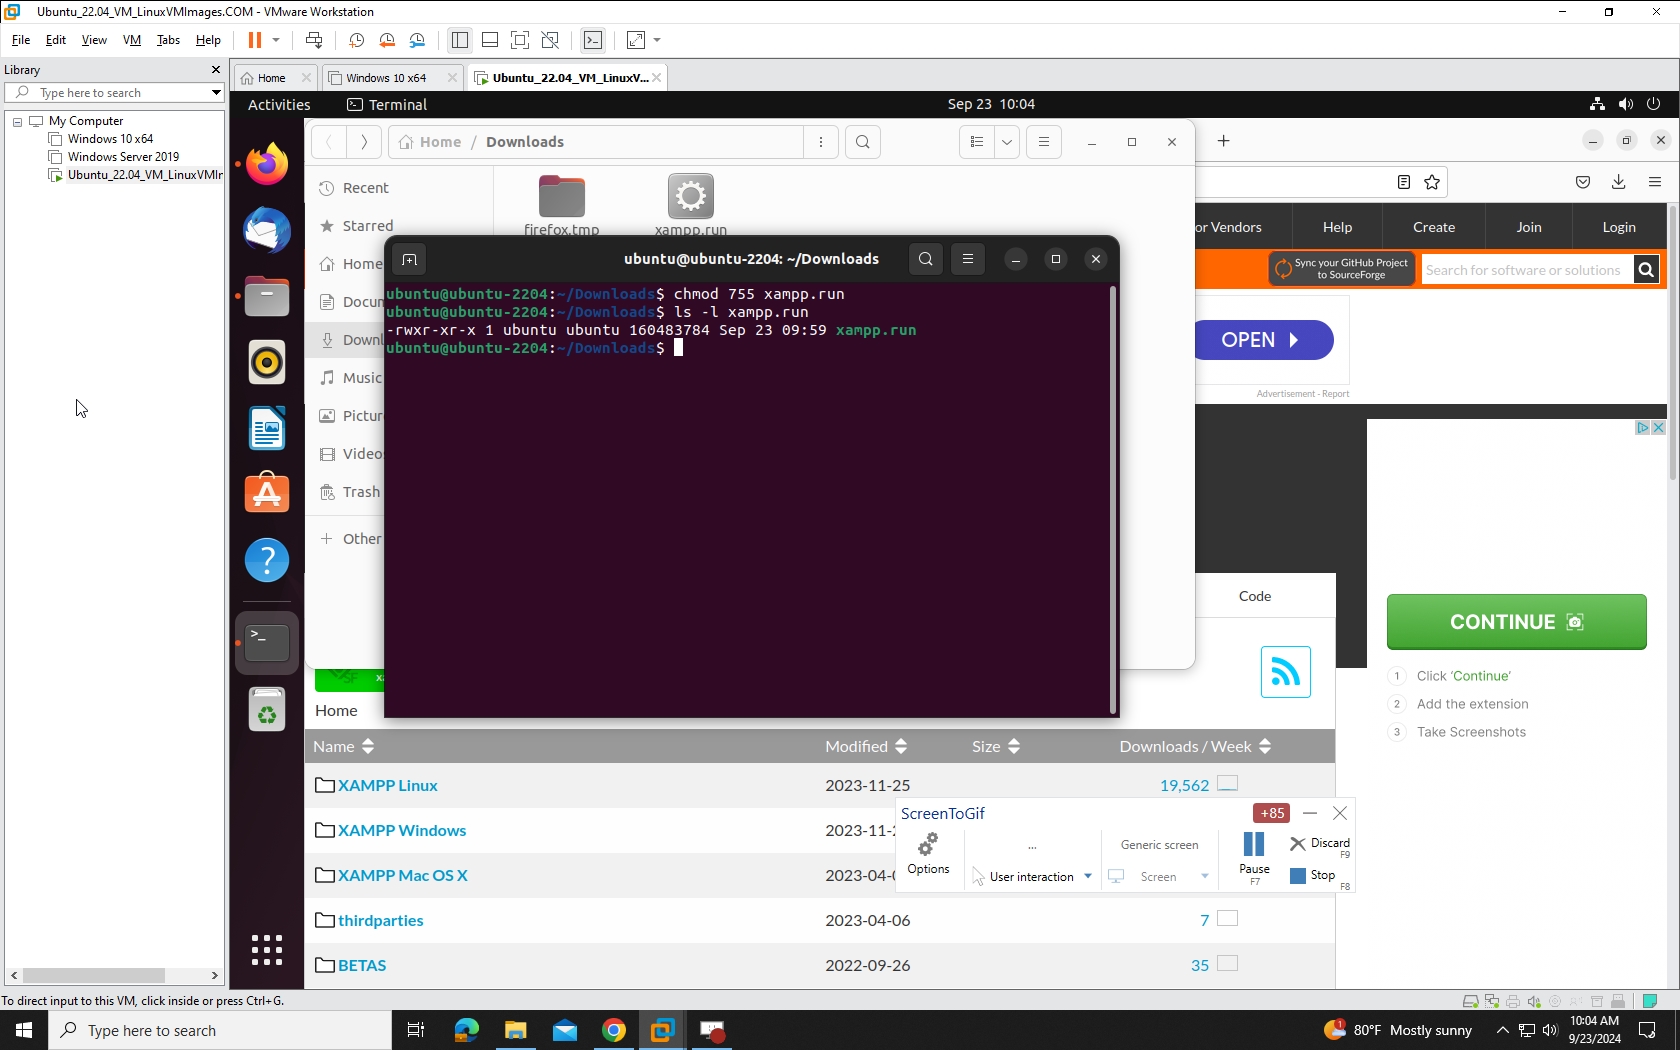 Ubuntu_22.04_VM_LinuxVMImages.COM - VMware Workstation
File Edit View VM Tabs Help
Library
Type here to search
My Computer
Windows 10 x64
Windows Server 2019
Ubuntu_22.04_VM_LinuxVMIr
Home
Windows 10 x64
Ubuntu_22.04_VM_LinuxV...
Activities
Terminal
Sep 23 10:04
Home / Downloads
Recent
Starred
Home
Docu
Downl
Music
Pictur
Video
Trash
Other
firefox.tmp
xampp.run
ubuntu@ubuntu-2204: ~/Downloads
ubuntu@ubuntu-2204:~/Downloads$ chmod 755 xampp.run
ubuntu@ubuntu-2204:~/Downloads$ ls -l xampp.run
-rwxr-xr-x 1 ubuntu ubuntu 160483784 Sep 23 09:59 xampp.run
ubuntu@ubuntu-2204:~/Downloads$
or Vendors Help Create Join Login
Sync your GitHub Project
to SourceForge
Search for software or solutions
OPEN
Advertisement - Report
Code
CONTINUE
1 Click 'Continue'
2 Add the extension
3 Take Screenshots
Home
Name Modified Size Downloads / Week
XAMPP Linux 2023-11-25 19,562
XAMPP Windows 2023-11-2
XAMPP Mac OS X 2023-04-0
thirdparties 2023-04-06 7
BETAS 2022-09-26 35
ScreenToGif
+85
Options
...
User interaction
Generic screen
Screen
Pause
F7
Discard
F9
Stop
F8
To direct input to this VM, click inside or press Ctrl+G.
Type here to search
1
80°F Mostly sunny
10:04 AM
9/23/2024